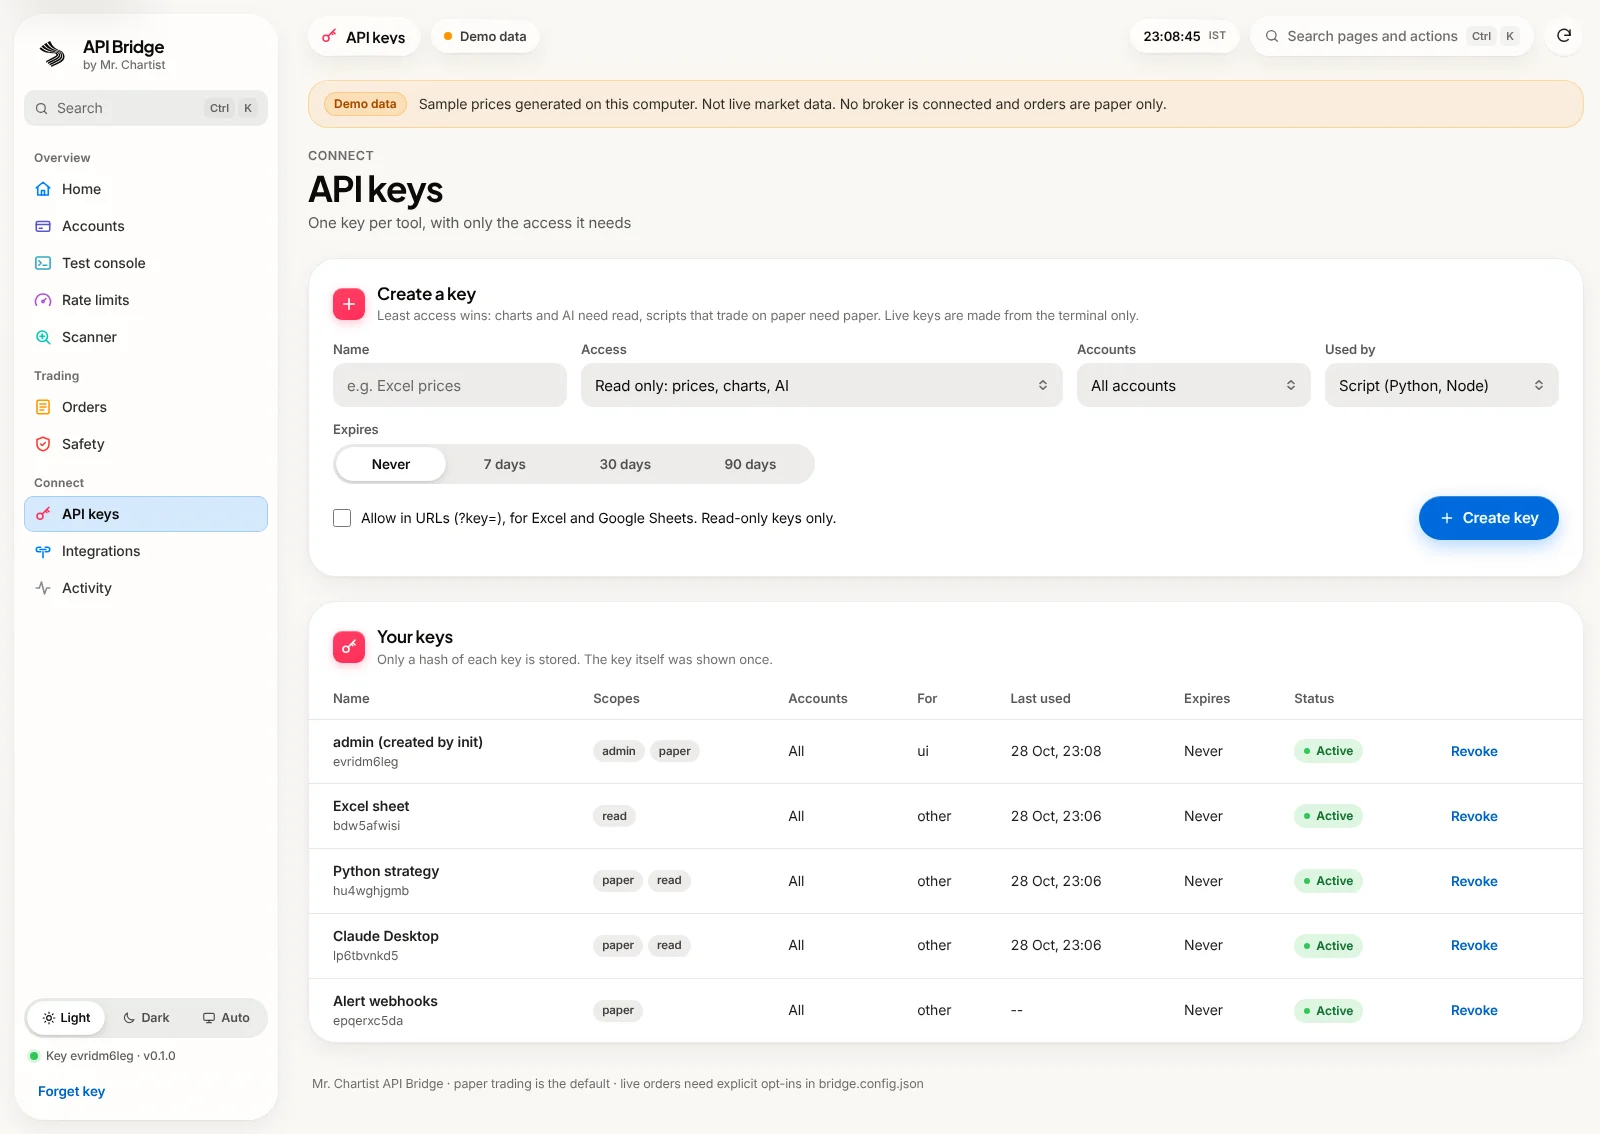 API Bridge
by Mr. Chartist
Search Ctrl K
Overview
Home
Accounts
Test console
Rate limits
Scanner
Trading
Orders
Safety
Connect
API keys
Integrations
Activity
Light Dark Auto
Key evridm6leg · v0.1.0
Forget key
API keys Demo data
23:08:45 IST Search pages and actions Ctrl K
Demo data Sample prices generated on this computer. Not live market data. No broker is connected and orders are paper only.
CONNECT
API keys
One key per tool, with only the access it needs
Create a key
Least access wins: charts and AI need read, scripts that trade on paper need paper. Live keys are made from the terminal only.
Name Access Accounts Used by
e.g. Excel prices Read only: prices, charts, AI All accounts Script (Python, Node)
Expires
Never 7 days 30 days 90 days
Allow in URLs (?key=), for Excel and Google Sheets. Read-only keys only.
+ Create key
Your keys
Only a hash of each key is stored. The key itself was shown once.
Name Scopes Accounts For Last used Expires Status
admin (created by init)
evridm6leg
admin paper All ui 28 Oct, 23:08 Never Active Revoke
Excel sheet
bdw5afwisi
read All other 28 Oct, 23:06 Never Active Revoke
Python strategy
hu4wghjgmb
paper read All other 28 Oct, 23:06 Never Active Revoke
Claude Desktop
lp6tbvnkd5
paper read All other 28 Oct, 23:06 Never Active Revoke
Alert webhooks
epqerxc5da
paper All other -- Never Active Revoke
Mr. Chartist API Bridge · paper trading is the default · live orders need explicit opt-ins in bridge.config.json